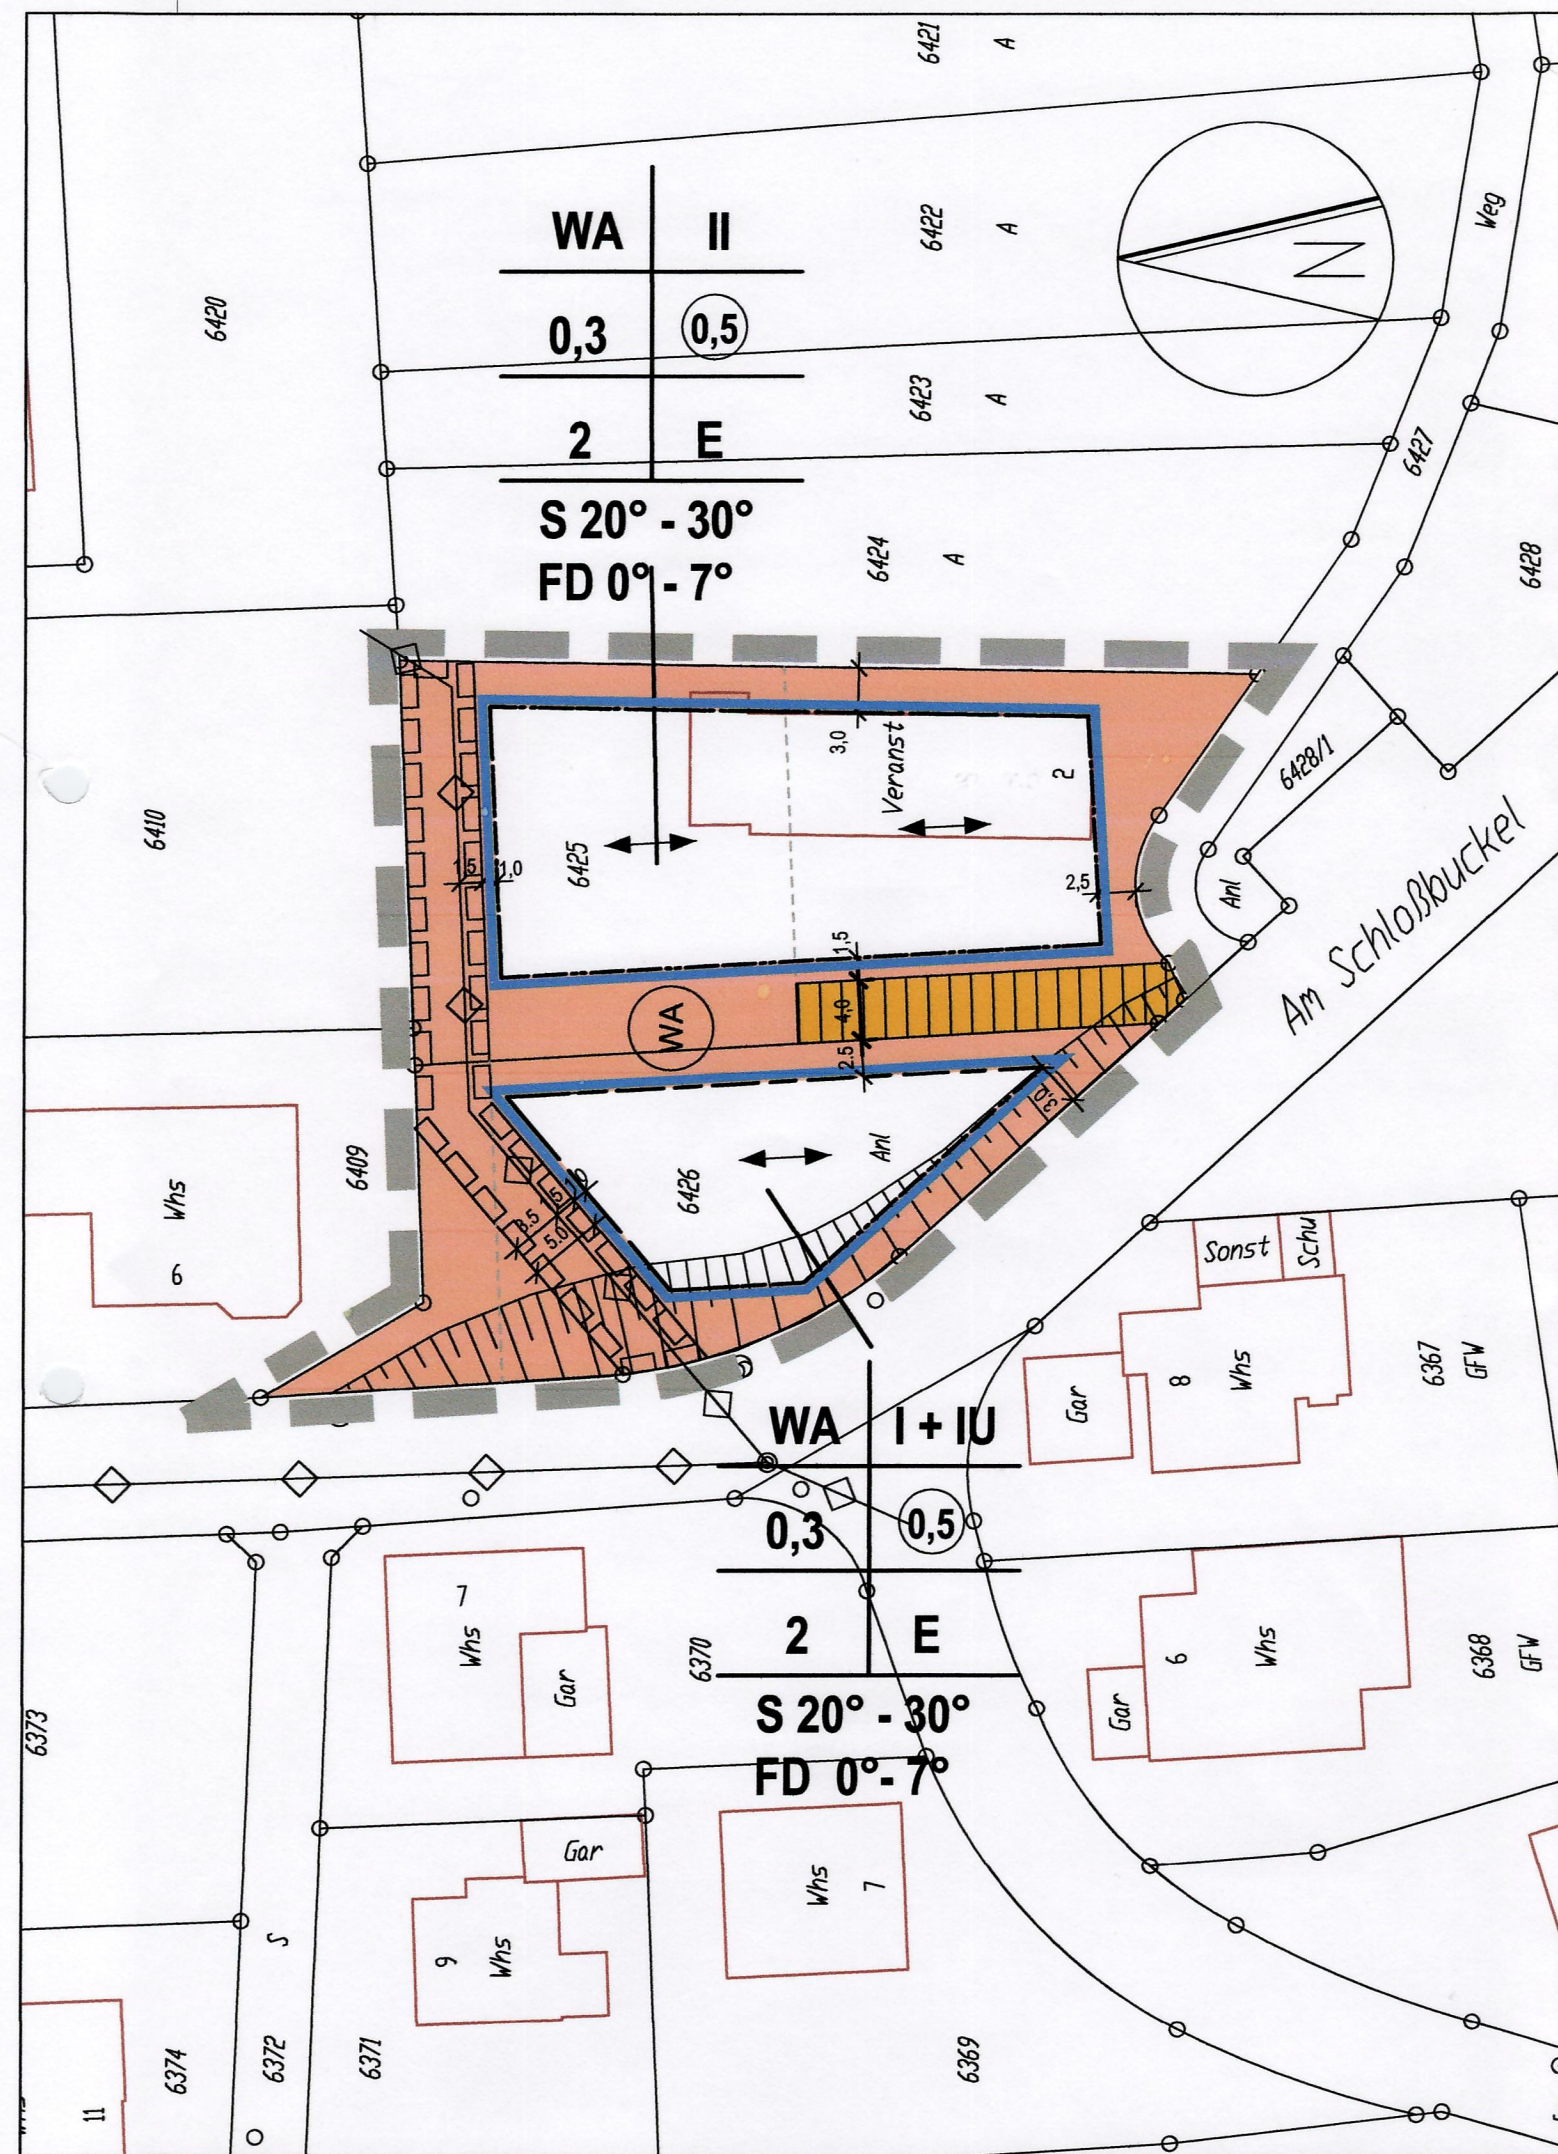 6421
A
WA II
6422
A
Weg
N
6420
0,3 0,5
6423
A
2 E
6427
S 20° - 30°
6424
A
6428
FD 0° - 7°
3,0
Veranst
2
6428/1
6410
6425
1,5
1,0
2,5
Anl
Am Schloßbuckel
1,5
WA
4,0
2.5
3.0
6409
6426
Anl
1.5
3.5
5.0
Whs
6
Sonst
Schu
WA I + IU
Gar
8
Whs
6367
GFW
0,3 0,5
7
Whs
Gar
6370
2 E
6
Whs
Gar
6368
GFW
S 20° - 30°
6373
FD 0°- 7°
Gar
Whs
7
9
Whs
S
6374
6372
6371
6369
11